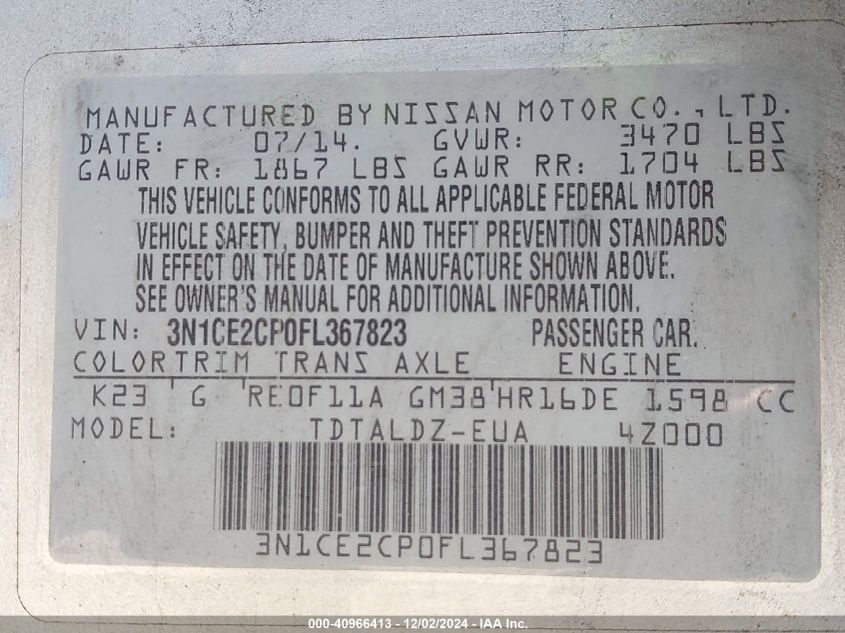 MANUFACTURED BY NISSAN MOTOR CO., LTD.
DATE: 07/14. GVWR: 3470 LBS
GAWR FR: 1867 LBS GAWR RR: 1704 LBS
THIS VEHICLE CONFORMS TO ALL APPLICABLE FEDERAL MOTOR
VEHICLE SAFETY, BUMPER AND THEFT PREVENTION STANDARDS
IN EFFECT ON THE DATE OF MANUFACTURE SHOWN ABOVE.
SEE OWNER'S MANUAL FOR ADDITIONAL INFORMATION.
VIN: 3N1CE2CP0FL367823 PASSENGER CAR.
COLOR TRIM TRANS AXLE ENGINE
K23 'G 'RE0F11A GM38'HR16DE 1598 CC
MODEL: TDTALDZ-EUA 4Z000
3N1CE2CP0FL367823
000-40966413 - 12/02/2024 - IAA, Inc.